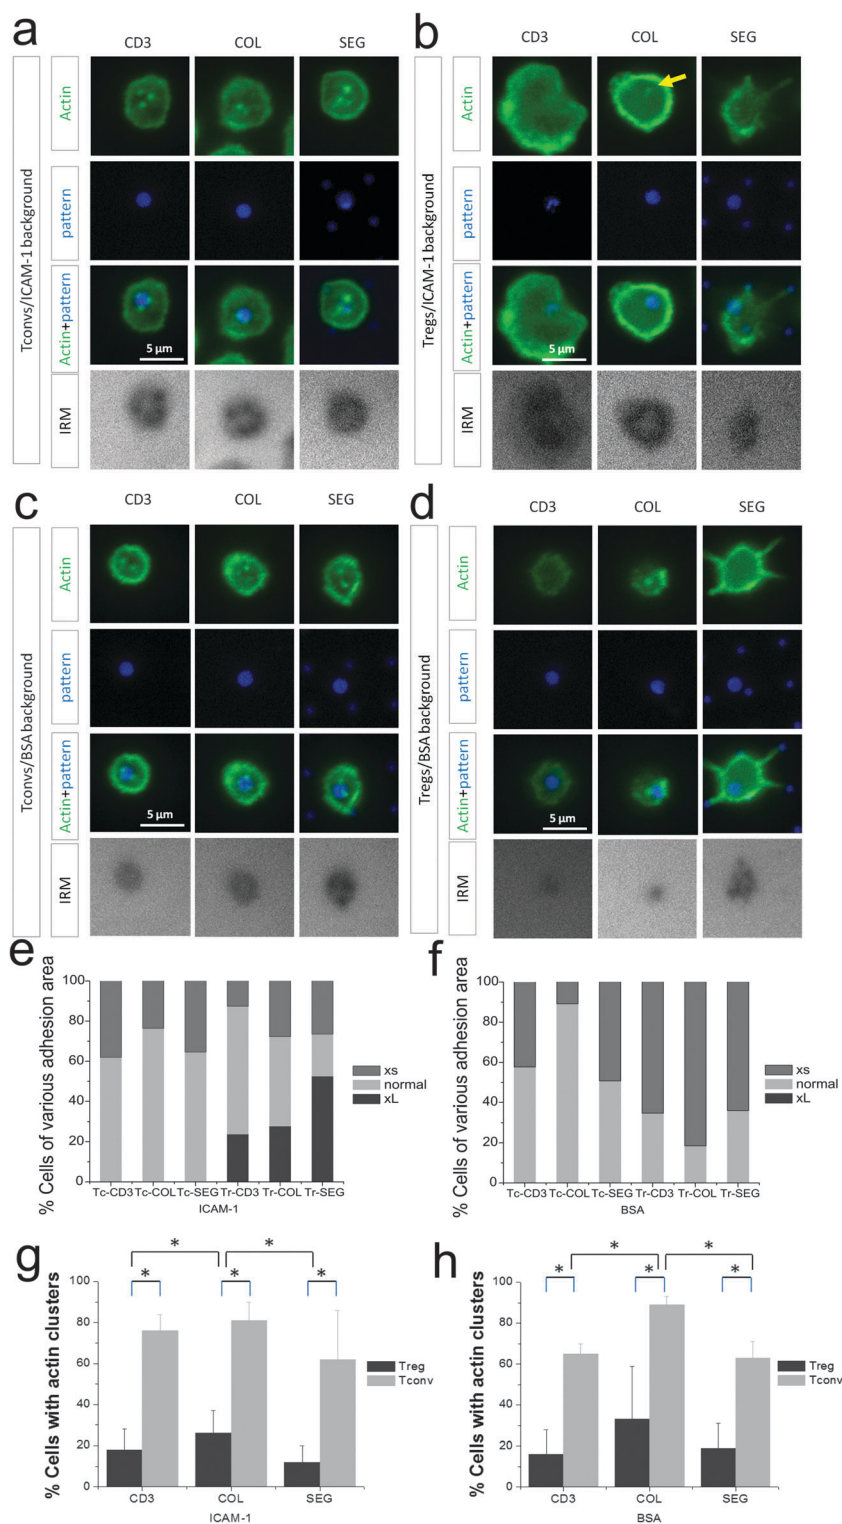 a
CD3 COL SEG
Tconvs/ICAM-1 background
Actin
pattern
Actin+pattern
5 µm
IRM
b
CD3 COL SEG
Tregs/ICAM-1 background
Actin
pattern
Actin+pattern
5 µm
IRM
c
CD3 COL SEG
Tconvs/BSA background
Actin
pattern
Actin+pattern
5 µm
IRM
d
CD3 COL SEG
Tregs/BSA background
Actin
pattern
Actin+pattern
5 µm
IRM
e
% Cells of various adhesion area
100
80
60
40
20
0
xs
normal
xL
Tc-CD3 Tc-COL Tc-SEG Tr-CD3 Tr-COL Tr-SEG
ICAM-1
f
% Cells of various adhesion area
100
80
60
40
20
0
xs
normal
xL
Tc-CD3 Tc-COL Tc-SEG Tr-CD3 Tr-COL Tr-SEG
BSA
g
* *
* * *
% Cells with actin clusters
100
80
60
40
20
0
Treg
Tconv
CD3 COL SEG
ICAM-1
h
* *
* * *
% Cells with actin clusters
100
80
60
40
20
0
Treg
Tconv
CD3 COL SEG
BSA